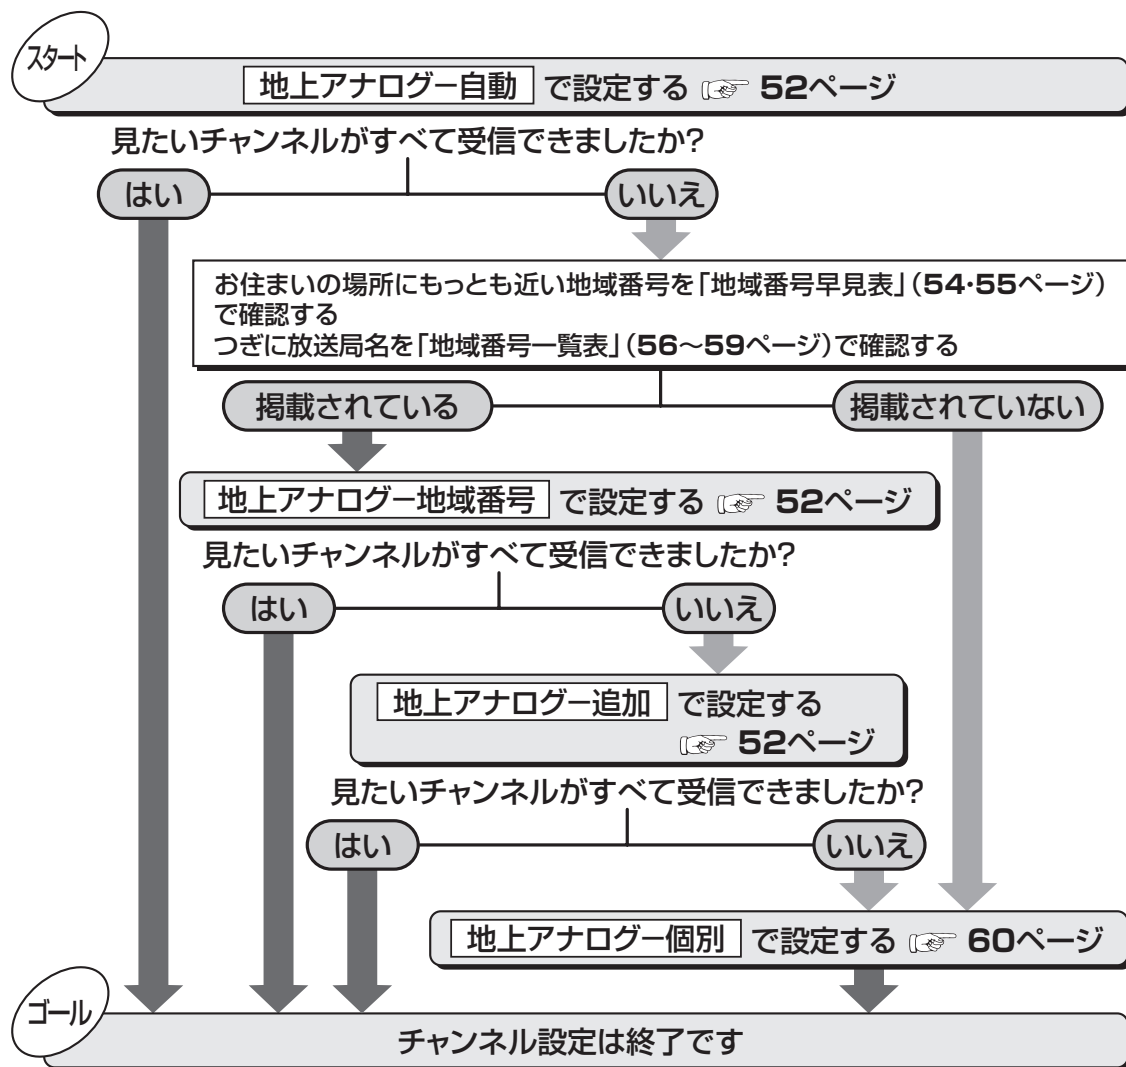 スタート
地上アナログー自動 で設定する ☞ 52ページ
見たいチャンネルがすべて受信できましたか?
はい
いいえ
お住まいの場所にもっとも近い地域番号を「地域番号早見表」(54・55ページ)
で確認する
つぎに放送局名を「地域番号一覧表」(56〜59ページ)で確認する
掲載されている
掲載されていない
地上アナログー地域番号 で設定する ☞ 52ページ
見たいチャンネルがすべて受信できましたか?
はい
いいえ
地上アナログー追加 で設定する
☞ 52ページ
見たいチャンネルがすべて受信できましたか?
はい
いいえ
地上アナログー個別 で設定する ☞ 60ページ
ゴール
チャンネル設定は終了です